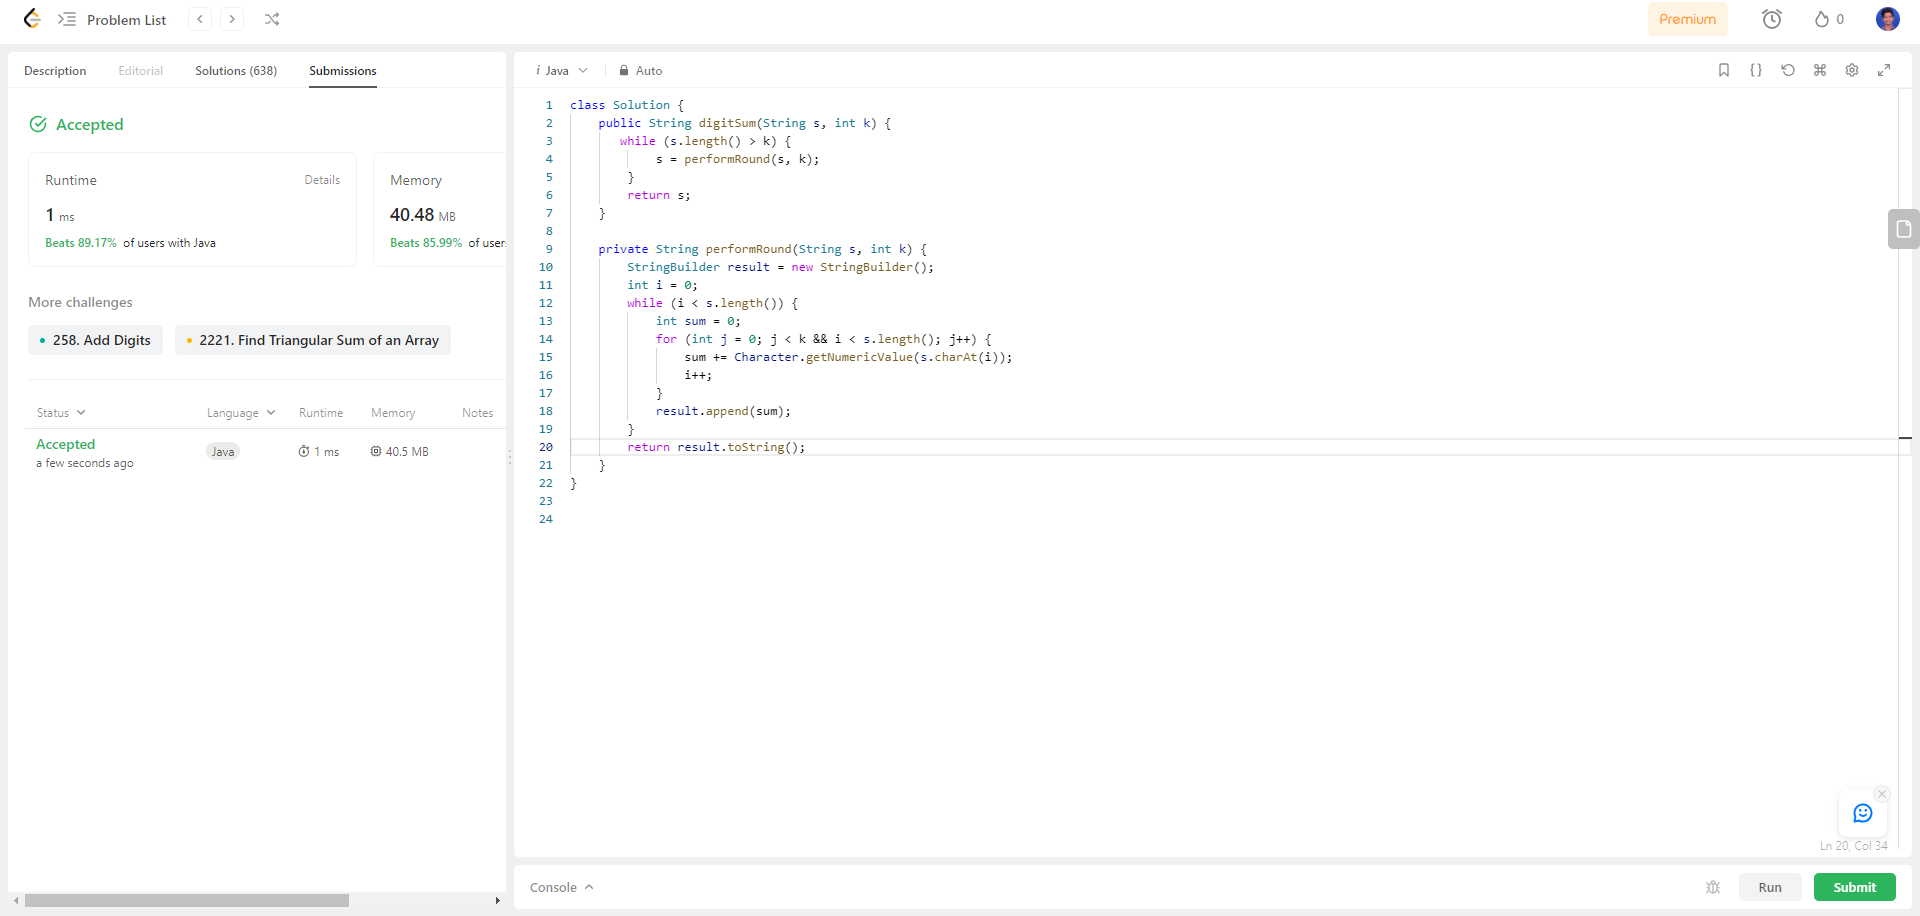 Problem List
Premium
0
Description Editorial Solutions (638) Submissions
Accepted
Runtime Details
1 ms
Beats 89.17% of users with Java
Memory
40.48 MB
Beats 85.99% of users
More challenges
258. Add Digits 2221. Find Triangular Sum of an Array
Status Language Runtime Memory Notes
Accepted
a few seconds ago
Java 1 ms 40.5 MB
i Java Auto
1 class Solution {
2     public String digitSum(String s, int k) {
3        while (s.length() > k) {
4             s = performRound(s, k);
5         }
6         return s;
7     }
8
9     private String performRound(String s, int k) {
10         StringBuilder result = new StringBuilder();
11         int i = 0;
12         while (i < s.length()) {
13             int sum = 0;
14             for (int j = 0; j < k && i < s.length(); j++) {
15                 sum += Character.getNumericValue(s.charAt(i));
16                 i++;
17             }
18             result.append(sum);
19         }
20         return result.toString();
21     }
22 }
23
24
Ln 20, Col 34
Console Run Submit